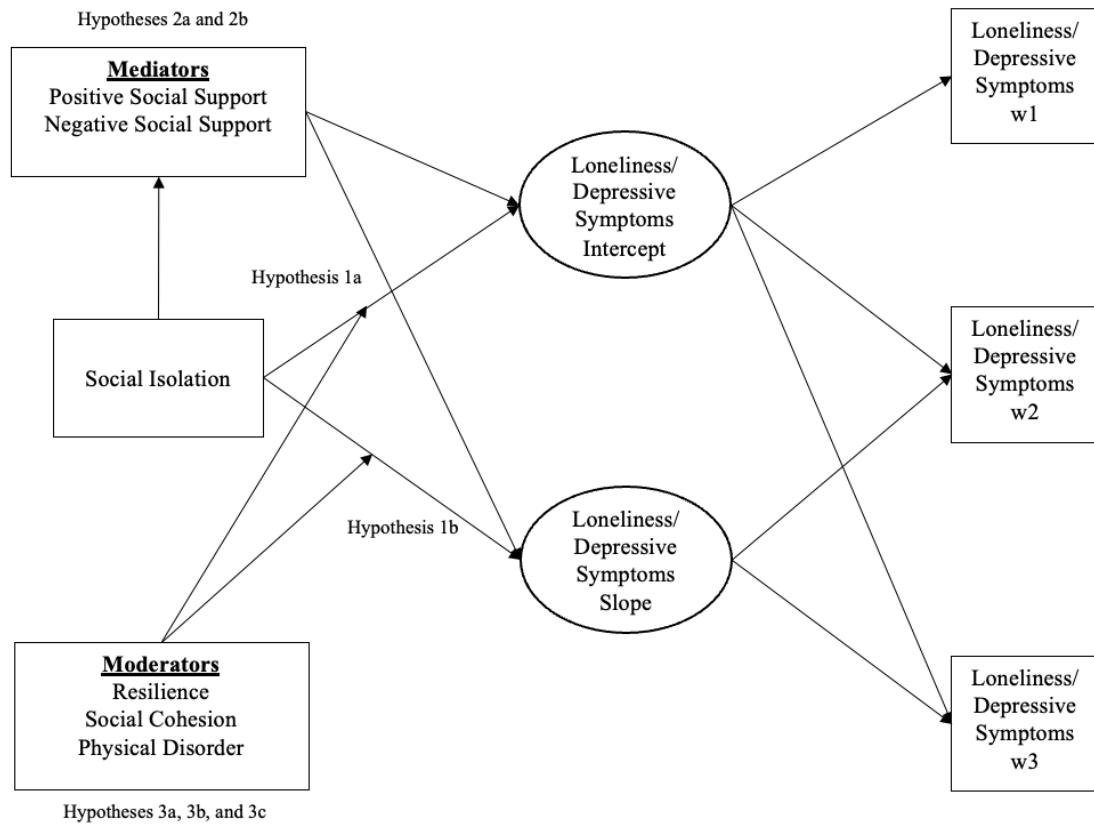 Hypotheses 2a and 2b
Mediators
Positive Social Support
Negative Social Support
Loneliness/
Depressive
Symptoms
w1
Loneliness/
Depressive
Symptoms
Intercept
Hypothesis 1a
Social Isolation
Loneliness/
Depressive
Symptoms
w2
Hypothesis 1b
Loneliness/
Depressive
Symptoms
Slope
Moderators
Resilience
Social Cohesion
Physical Disorder
Loneliness/
Depressive
Symptoms
w3
Hypotheses 3a, 3b, and 3c